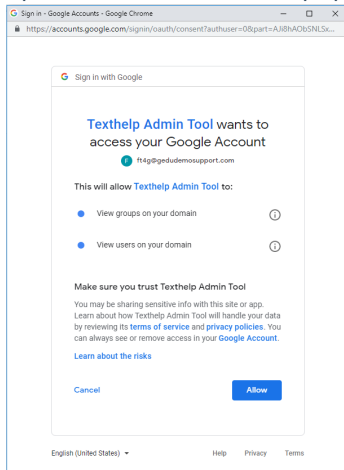 Sign in - Google Accounts - Google Chrome
https://accounts.google.com/signin/oauth/consent?authuser=0&part=AJi8hAObSNLSx...
Sign in with Google
Texthelp Admin Tool wants to
access your Google Account
F ft4g@gedudemosupport.com
This will allow Texthelp Admin Tool to:
View groups on your domain
View users on your domain
Make sure you trust Texthelp Admin Tool
You may be sharing sensitive info with this site or app.
Learn about how Texthelp Admin Tool will handle your data
by reviewing its terms of service and privacy policies. You
can always see or remove access in your Google Account.
Learn about the risks
Cancel
Allow
English (United States)
Help Privacy Terms